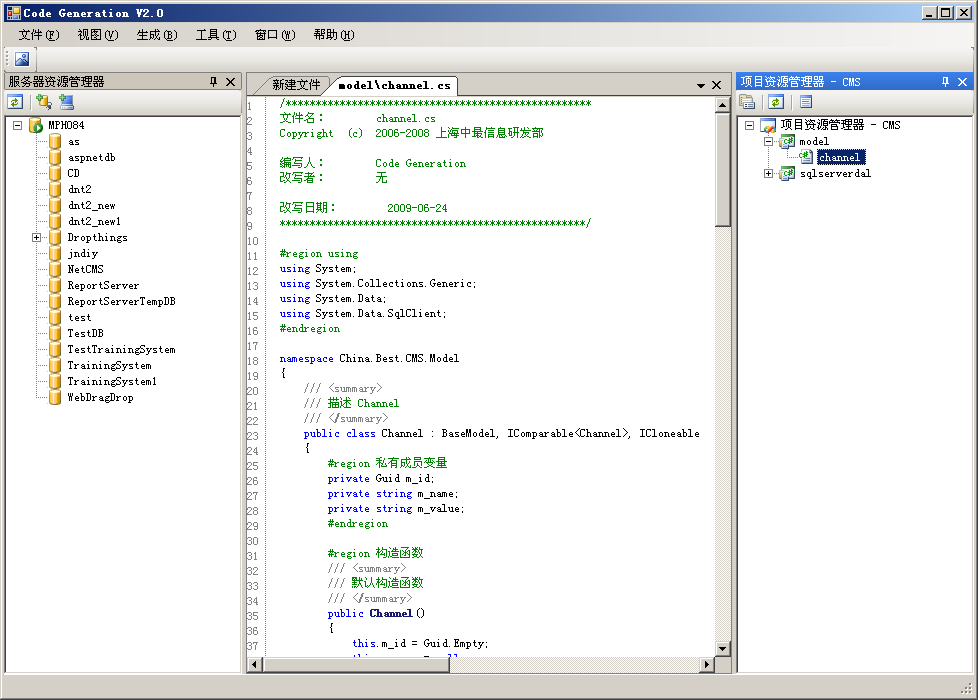 Code Generation V2.0
文件(F) 视图(V) 生成(B) 工具(T) 窗口(W) 帮助(H)
服务器资源管理器
MPH084
as
aspnetdb
CD
dnt2
dnt2_new
dnt2_new1
Dropthings
jndiy
NetCMS
ReportServer
ReportServerTempDB
test
TestDB
TestTrainingSystem
TrainingSystem
TrainingSystem1
WebDragDrop
新建文件 model\channel.cs
1 /***************************************************
2 文件名： channel.cs
3 Copyright (c) 2006-2008 上海中最信息研发部
4
5 编写人： Code Generation
6 改写者： 无
7
8 改写日期： 2009-06-24
9 ***************************************************/
10
11 #region using
12 using System;
13 using System.Collections.Generic;
14 using System.Data;
15 using System.Data.SqlClient;
16 #endregion
17
18 namespace China.Best.CMS.Model
19 {
20 /// <summary>
21 /// 描述 Channel
22 /// </summary>
23 public class Channel : BaseModel, IComparable<Channel>, ICloneable
24 {
25 #region 私有成员变量
26 private Guid m_id;
27 private string m_name;
28 private string m_value;
29 #endregion
30
31 #region 构造函数
32 /// <summary>
33 /// 默认构造函数
34 /// </summary>
35 public Channel()
36 {
37 this.m_id = Guid.Empty;
项目资源管理器 - CMS
项目资源管理器 - CMS
model
channel
sqlserverdal